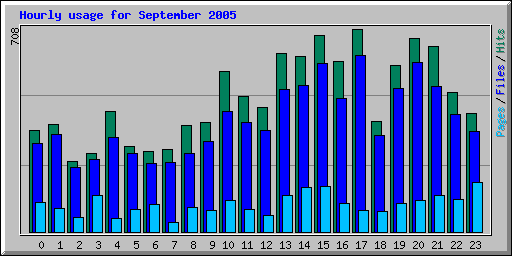 Hourly usage for September 2005
708
Pages / Files / Hits
0 1 2 3 4 5 6 7 8 9 10 11 12 13 14 15 16 17 18 19 20 21 22 23